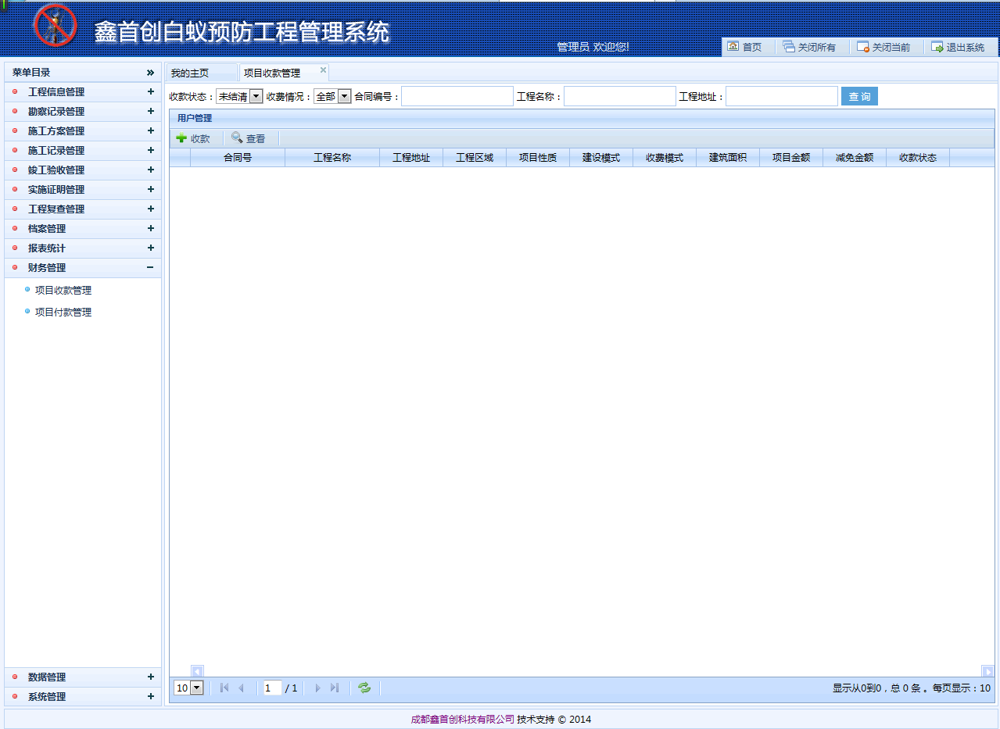 鑫首创白蚁预防工程管理系统
管理员 欢迎您!
首页 关闭所有 关闭当前 退出系统
菜单目录
工程信息管理
勘察记录管理
施工方案管理
施工记录管理
竣工验收管理
实施证明管理
工程复查管理
档案管理
报表统计
财务管理
项目收款管理
项目付款管理
数据管理
系统管理
我的主页 项目收款管理
收款状态： 未结清 收费情况： 全部 合同编号： 工程名称： 工程地址： 查 询
用户管理
收款 查看
合同号 工程名称 工程地址 工程区域 项目性质 建设模式 收费模式 建筑面积 项目金额 减免金额 收款状态
10 1 / 1 显示从0到0，总 0 条 。每页显示：10
成都鑫首创科技有限公司 技术支持 © 2014